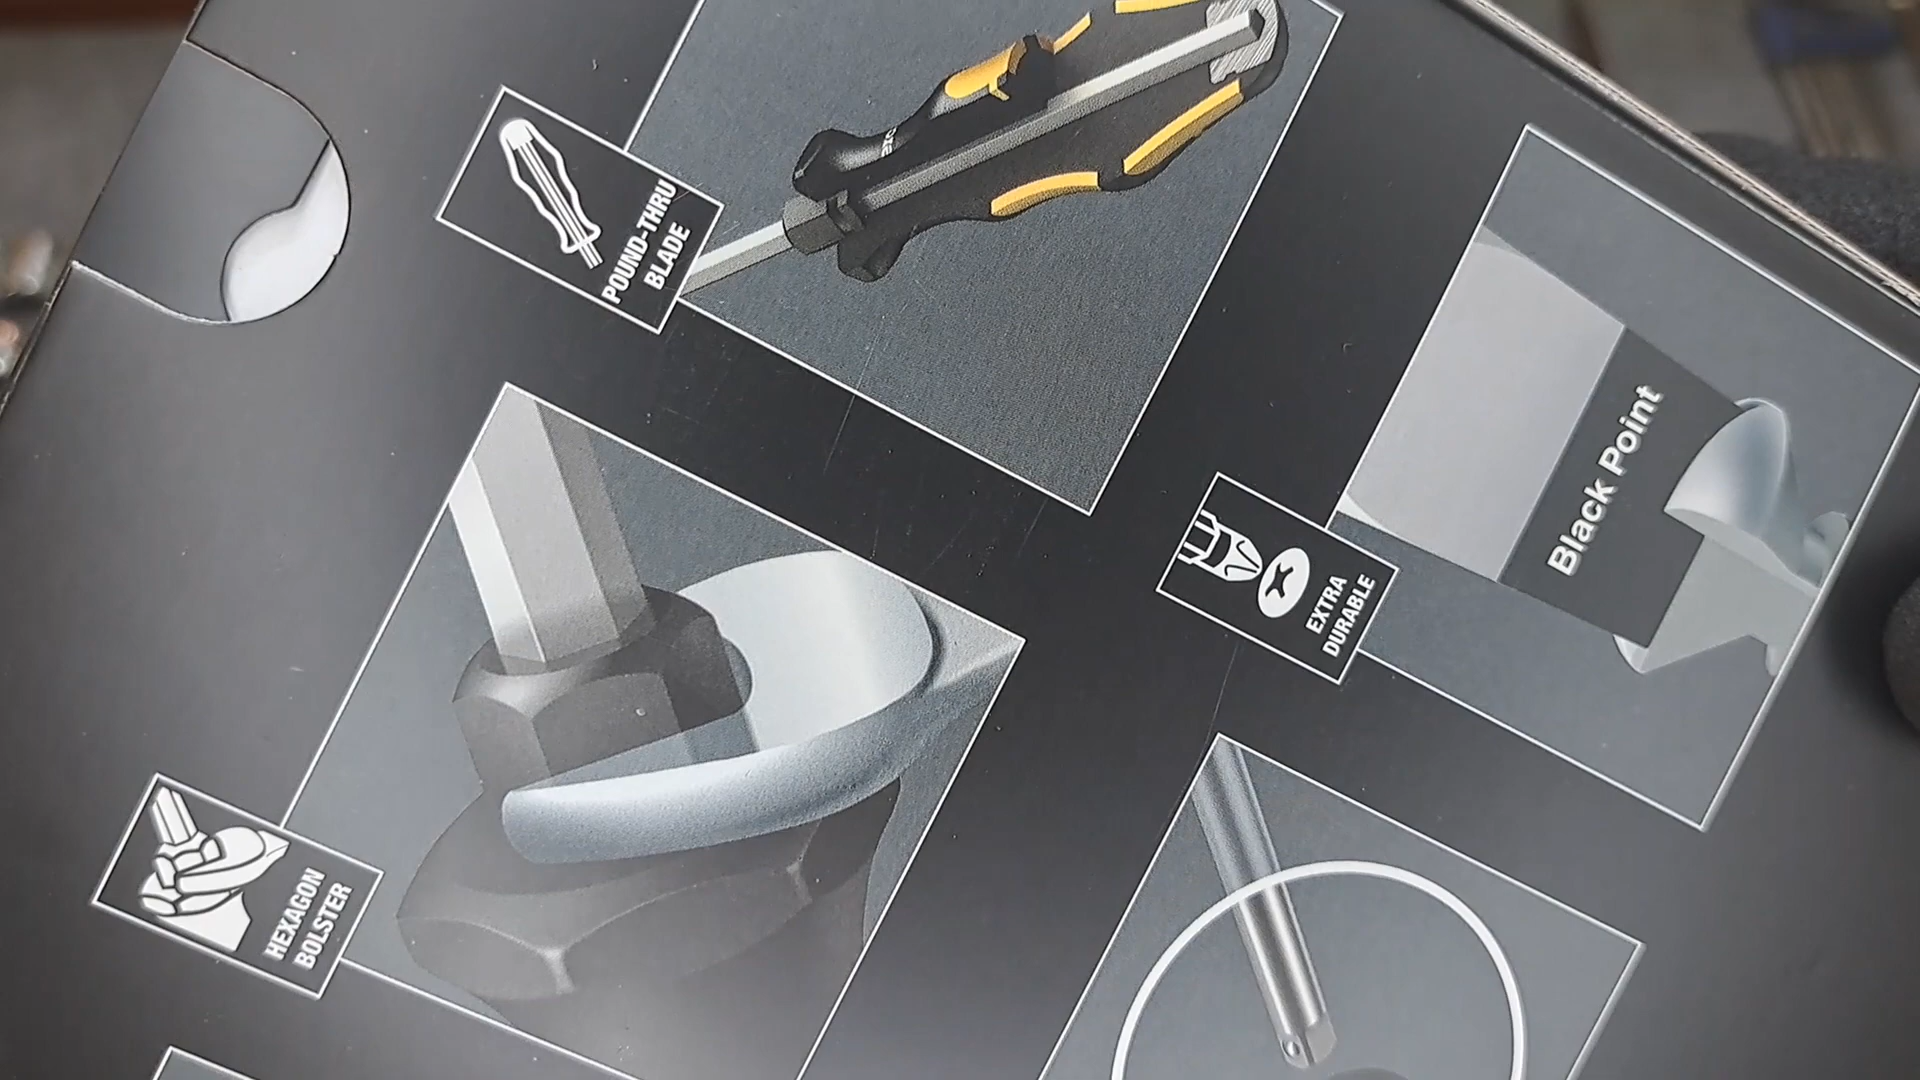 POUND-THRU
BLADE
Black Point
EXTRA
DURABLE
HEXAGON
BOLSTER